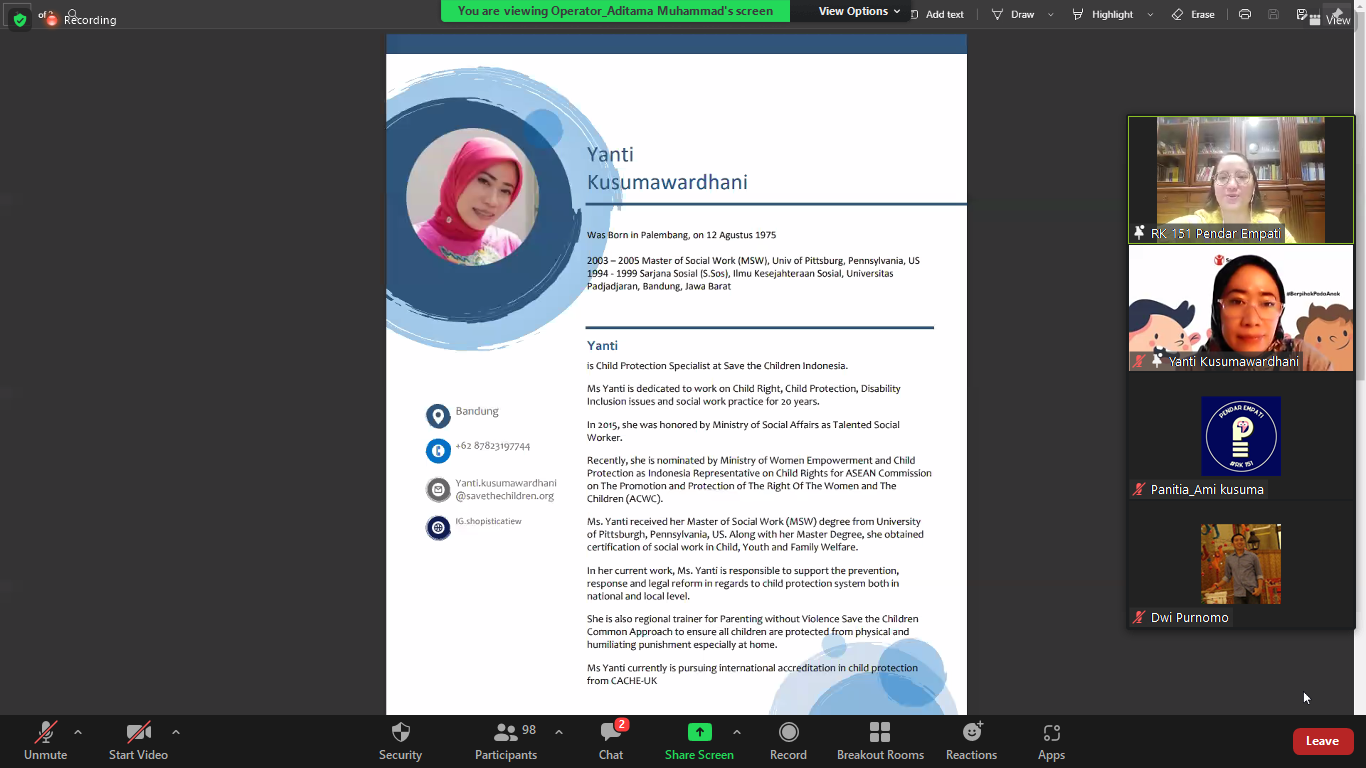 of 2
Recording
You are viewing Operator_Aditama Muhammad's screen
View Options
Add text
Draw
Highlight
Erase
View
Yanti
Kusumawardhani
Was Born in Palembang, on 12 Agustus 1975
2003 – 2005 Master of Social Work (MSW), Univ of Pittsburg, Pennsylvania, US
1994 - 1999 Sarjana Sosial (S.Sos), Ilmu Kesejahteraan Sosial, Universitas
Padjadjaran, Bandung, Jawa Barat
Yanti
is Child Protection Specialist at Save the Children Indonesia.
Ms Yanti is dedicated to work on Child Right, Child Protection, Disability
Inclusion issues and social work practice for 20 years.
In 2015, she was honored by Ministry of Social Affairs as Talented Social
Worker.
Recently, she is nominated by Ministry of Women Empowerment and Child
Protection as Indonesia Representative on Child Rights for ASEAN Commission
on The Promotion and Protection of The Right Of The Women and The
Children (ACWC).
Ms. Yanti received her Master of Social Work (MSW) degree from University
of Pittsburgh, Pennsylvania, US. Along with her Master Degree, she obtained
certification of social work in Child, Youth and Family Welfare.
In her current work, Ms. Yanti is responsible to support the prevention,
response and legal reform in regards to child protection system both in
national and local level.
She is also regional trainer for Parenting without Violence Save the Children
Common Approach to ensure all children are protected from physical and
humiliating punishment especially at home.
Ms Yanti currently is pursuing international accreditation in child protection
from CACHE-UK
Bandung
+62 87823197744
Yanti.kusumawardhani
@savethechildren.org
IG.shopisticatiew
RK 151 Pendar Empati
#BerpihakPadaAnak
Yanti Kusumawardhani
PENDAR EMPATI
#RK 151
Panitia_Ami kusuma
Dwi Purnomo
Unmute
Start Video
Security
98
Participants
2
Chat
Share Screen
Record
Breakout Rooms
Reactions
Apps
Leave